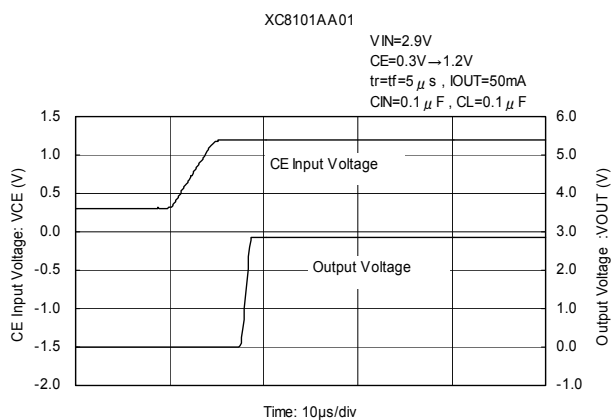 XC8101AA01
VIN=2.9V
CE=0.3V→1.2V
tr=tf=5μs , IOUT=50mA
CIN=0.1μF , CL=0.1μF
CE Input Voltage: VCE (V)
1.5
1.0
0.5
0.0
-0.5
-1.0
-1.5
-2.0
CE Input Voltage
Output Voltage
6.0
5.0
4.0
3.0
2.0
1.0
0.0
-1.0
Output Voltage :VOUT (V)
Time: 10μs/div